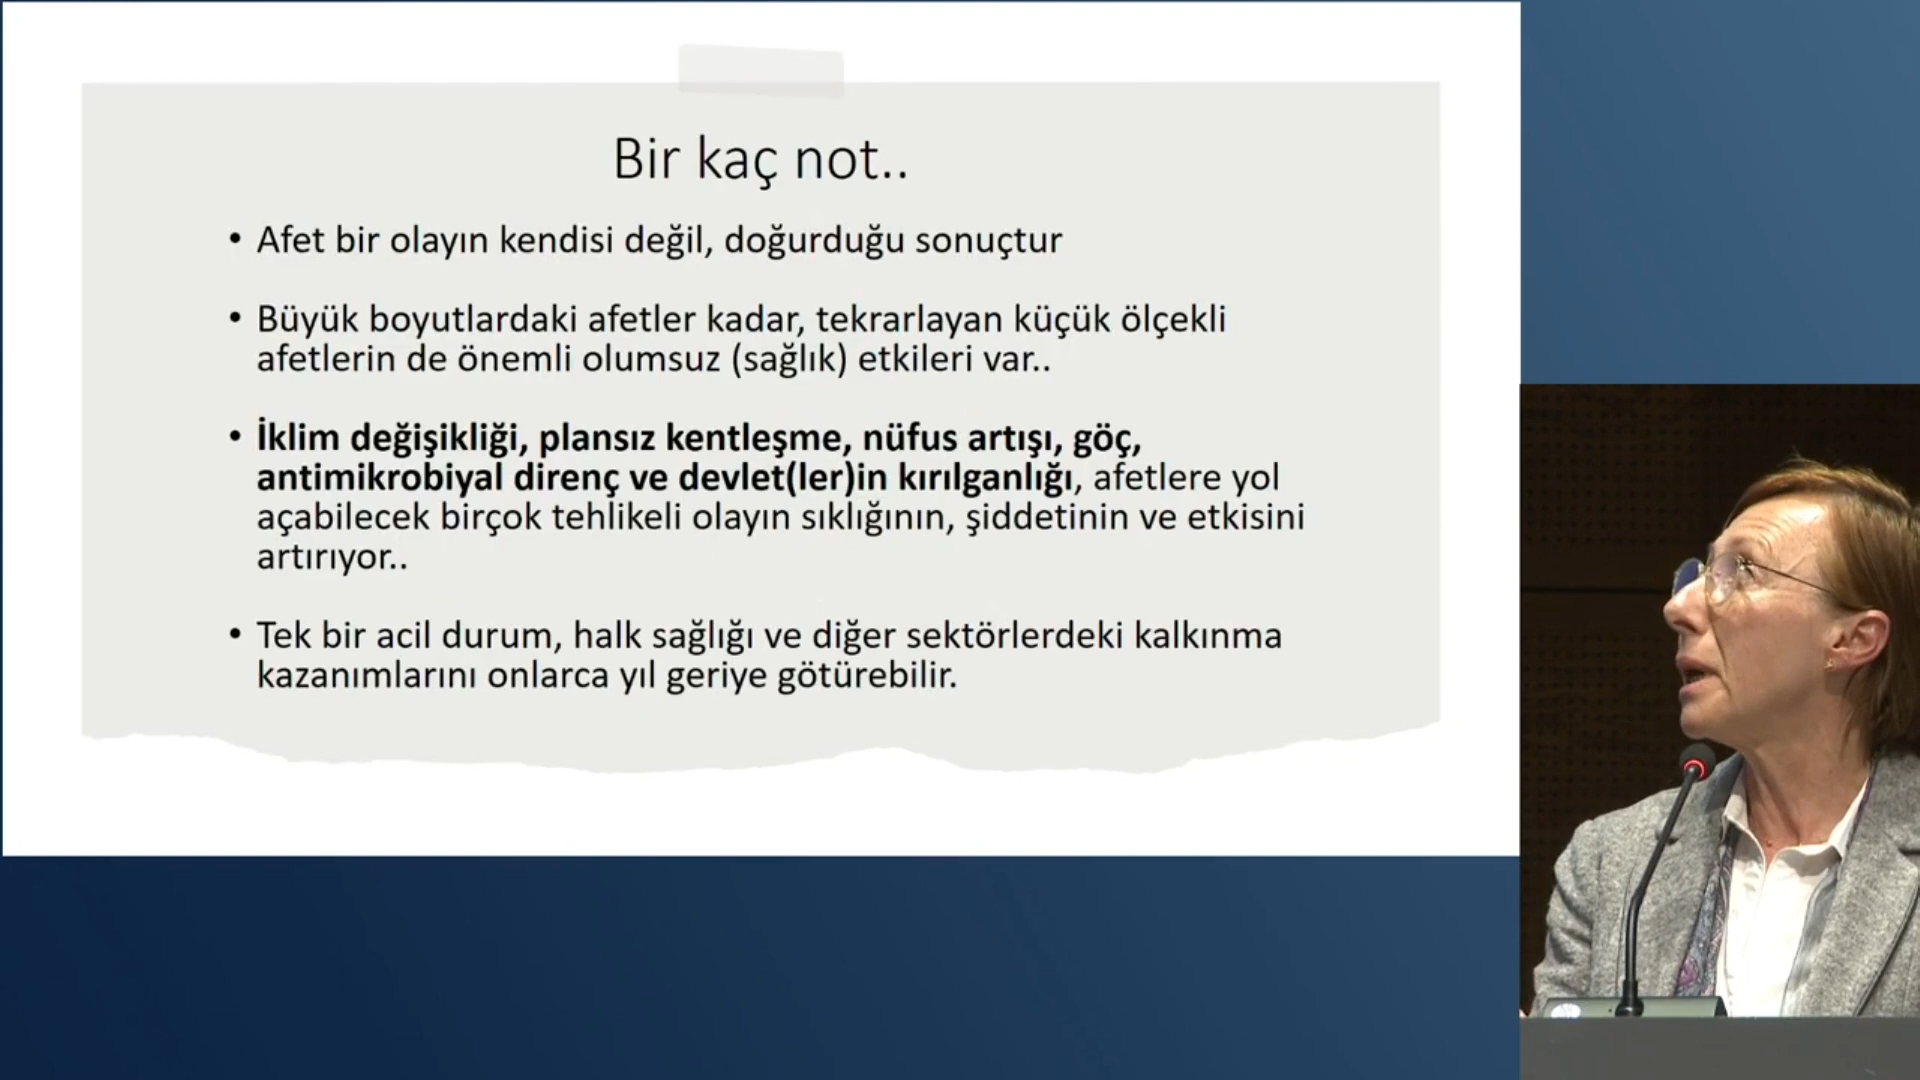 Bir kaç not..
• Afet bir olayın kendisi değil, doğurduğu sonuçtur
• Büyük boyutlardaki afetler kadar, tekrarlayan küçük ölçekli
afetlerin de önemli olumsuz (sağlık) etkileri var..
• İklim değişikliği, plansız kentleşme, nüfus artışı, göç,
antimikrobiyal direnç ve devlet(ler)in kırılganlığı, afetlere yol
açabilecek birçok tehlikeli olayın sıklığının, şiddetinin ve etkisini
artırıyor..
• Tek bir acil durum, halk sağlığı ve diğer sektörlerdeki kalkınma
kazanımlarını onlarca yıl geriye götürebilir.